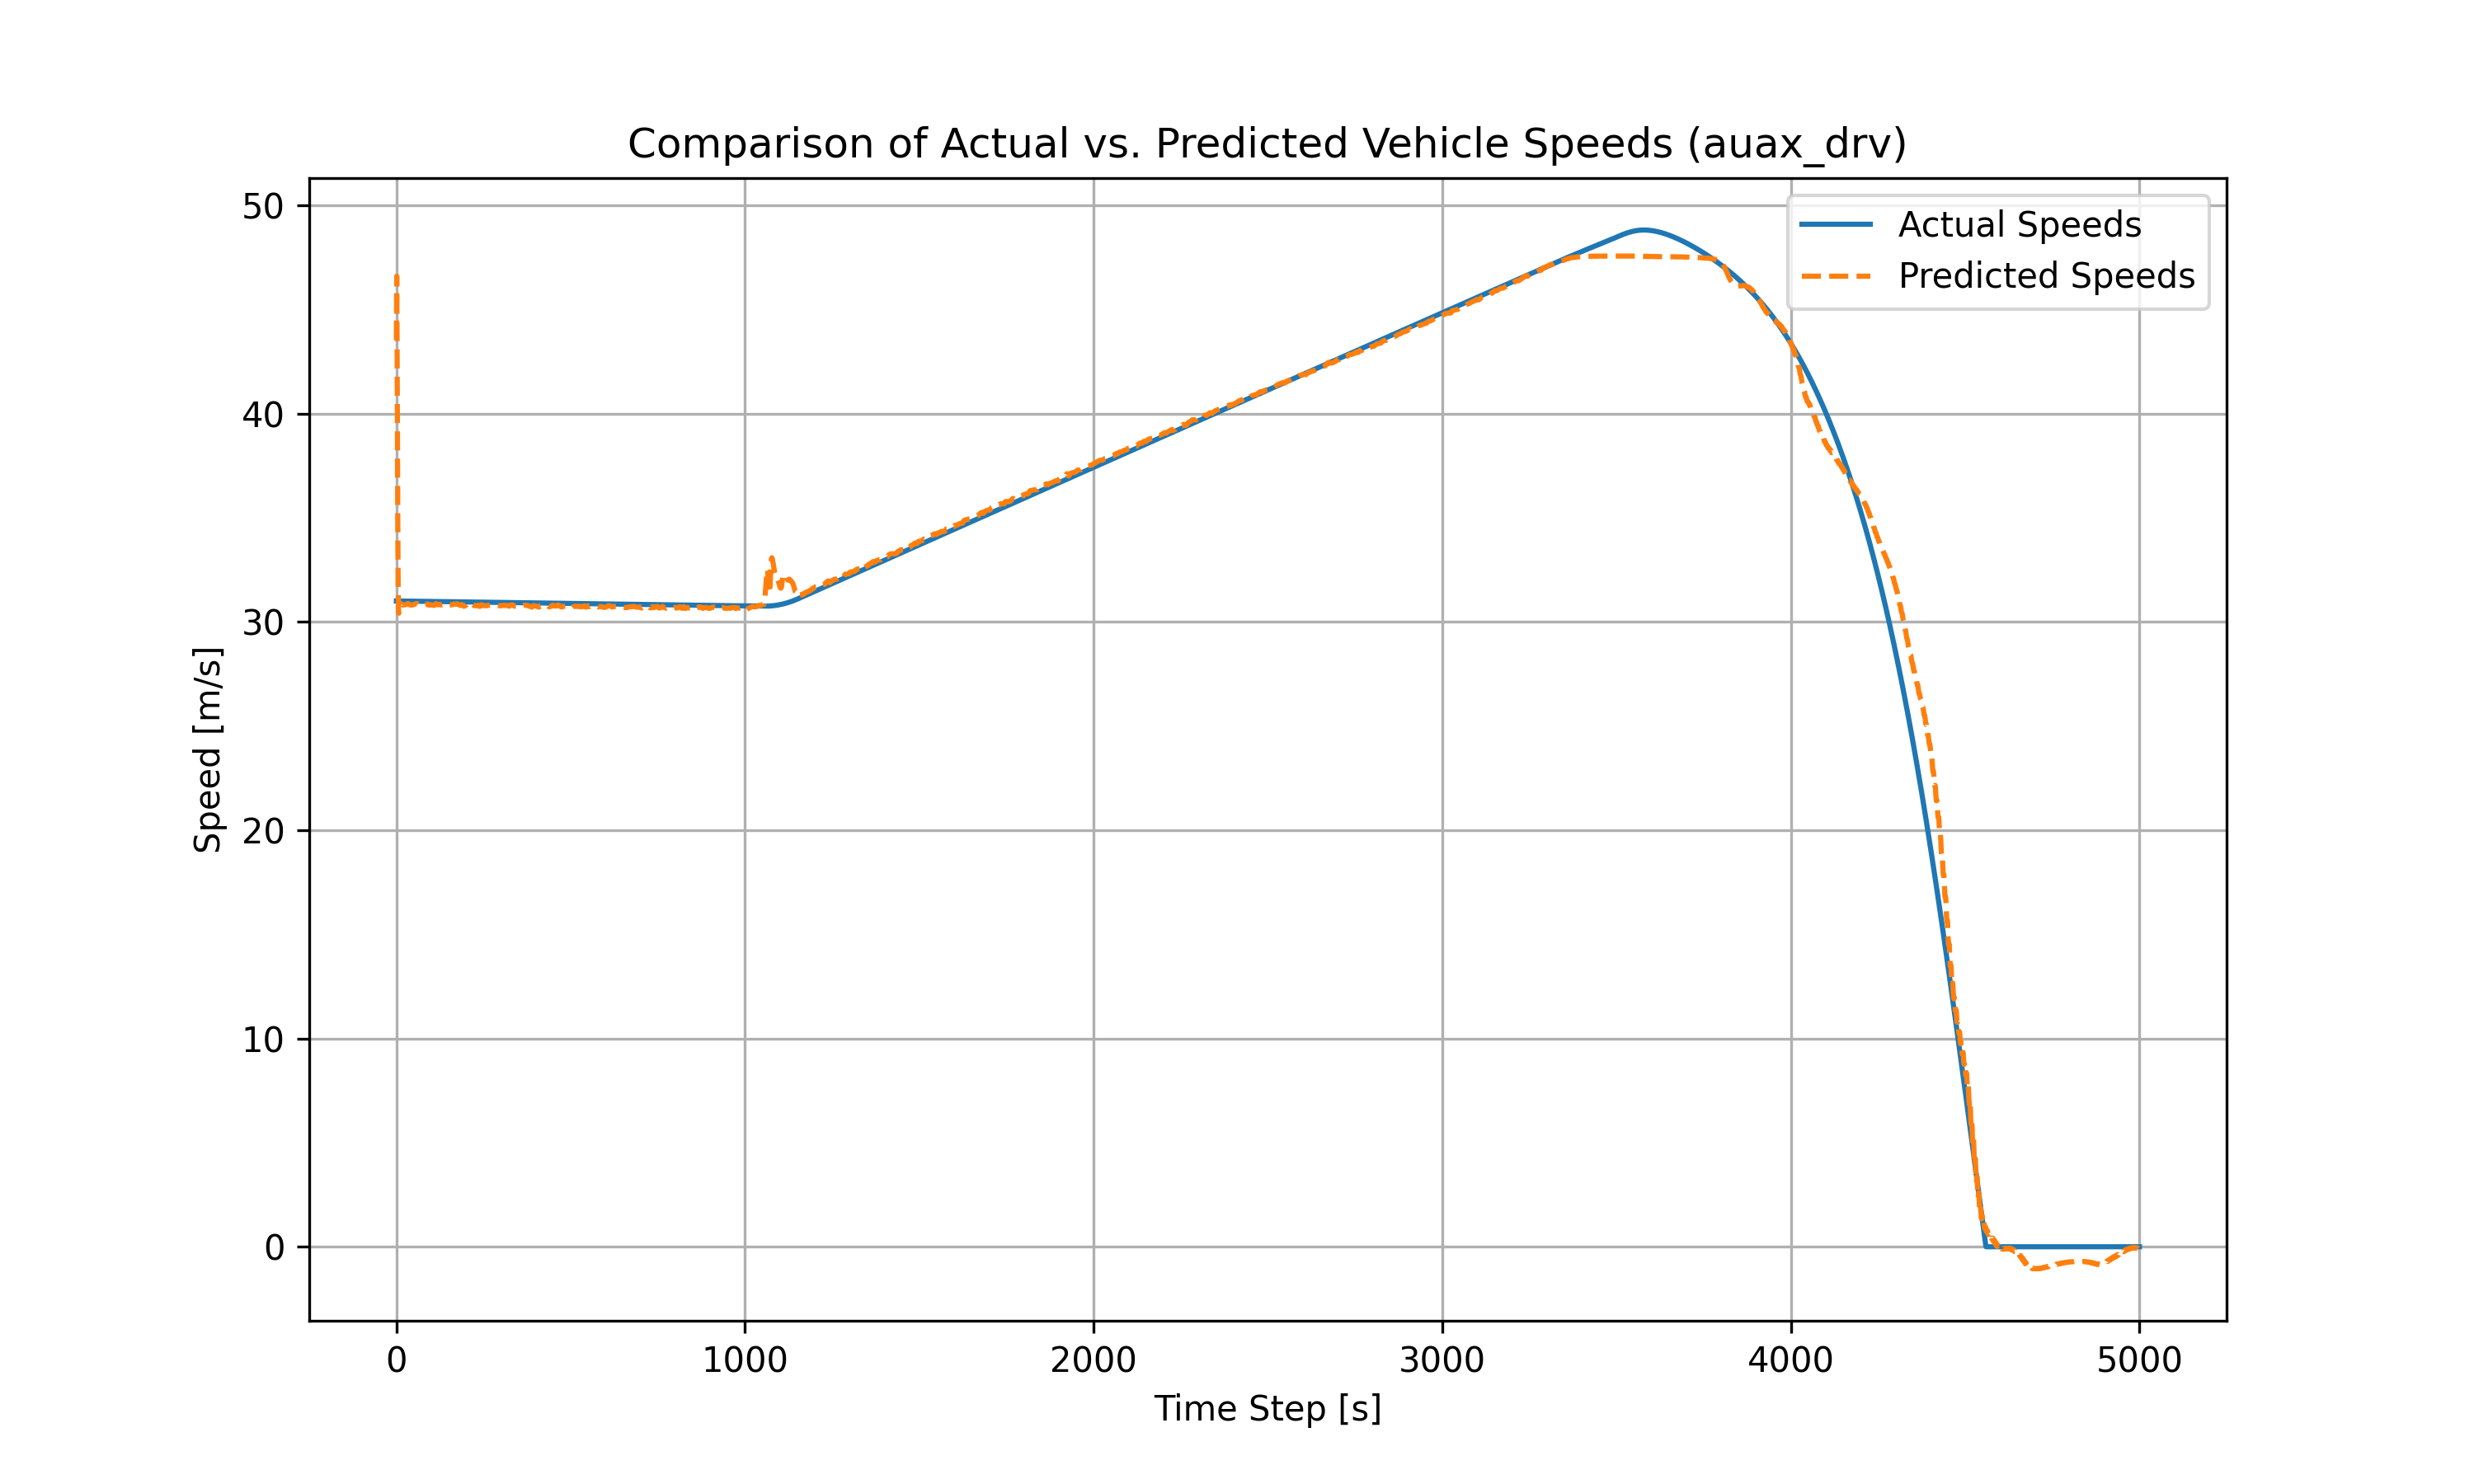 Comparison of Actual vs. Predicted Vehicle Speeds (auax_drv)
Actual Speeds
Predicted Speeds
Speed [m/s]
50
40
30
20
10
0
0 1000 2000 3000 4000 5000
Time Step [s]